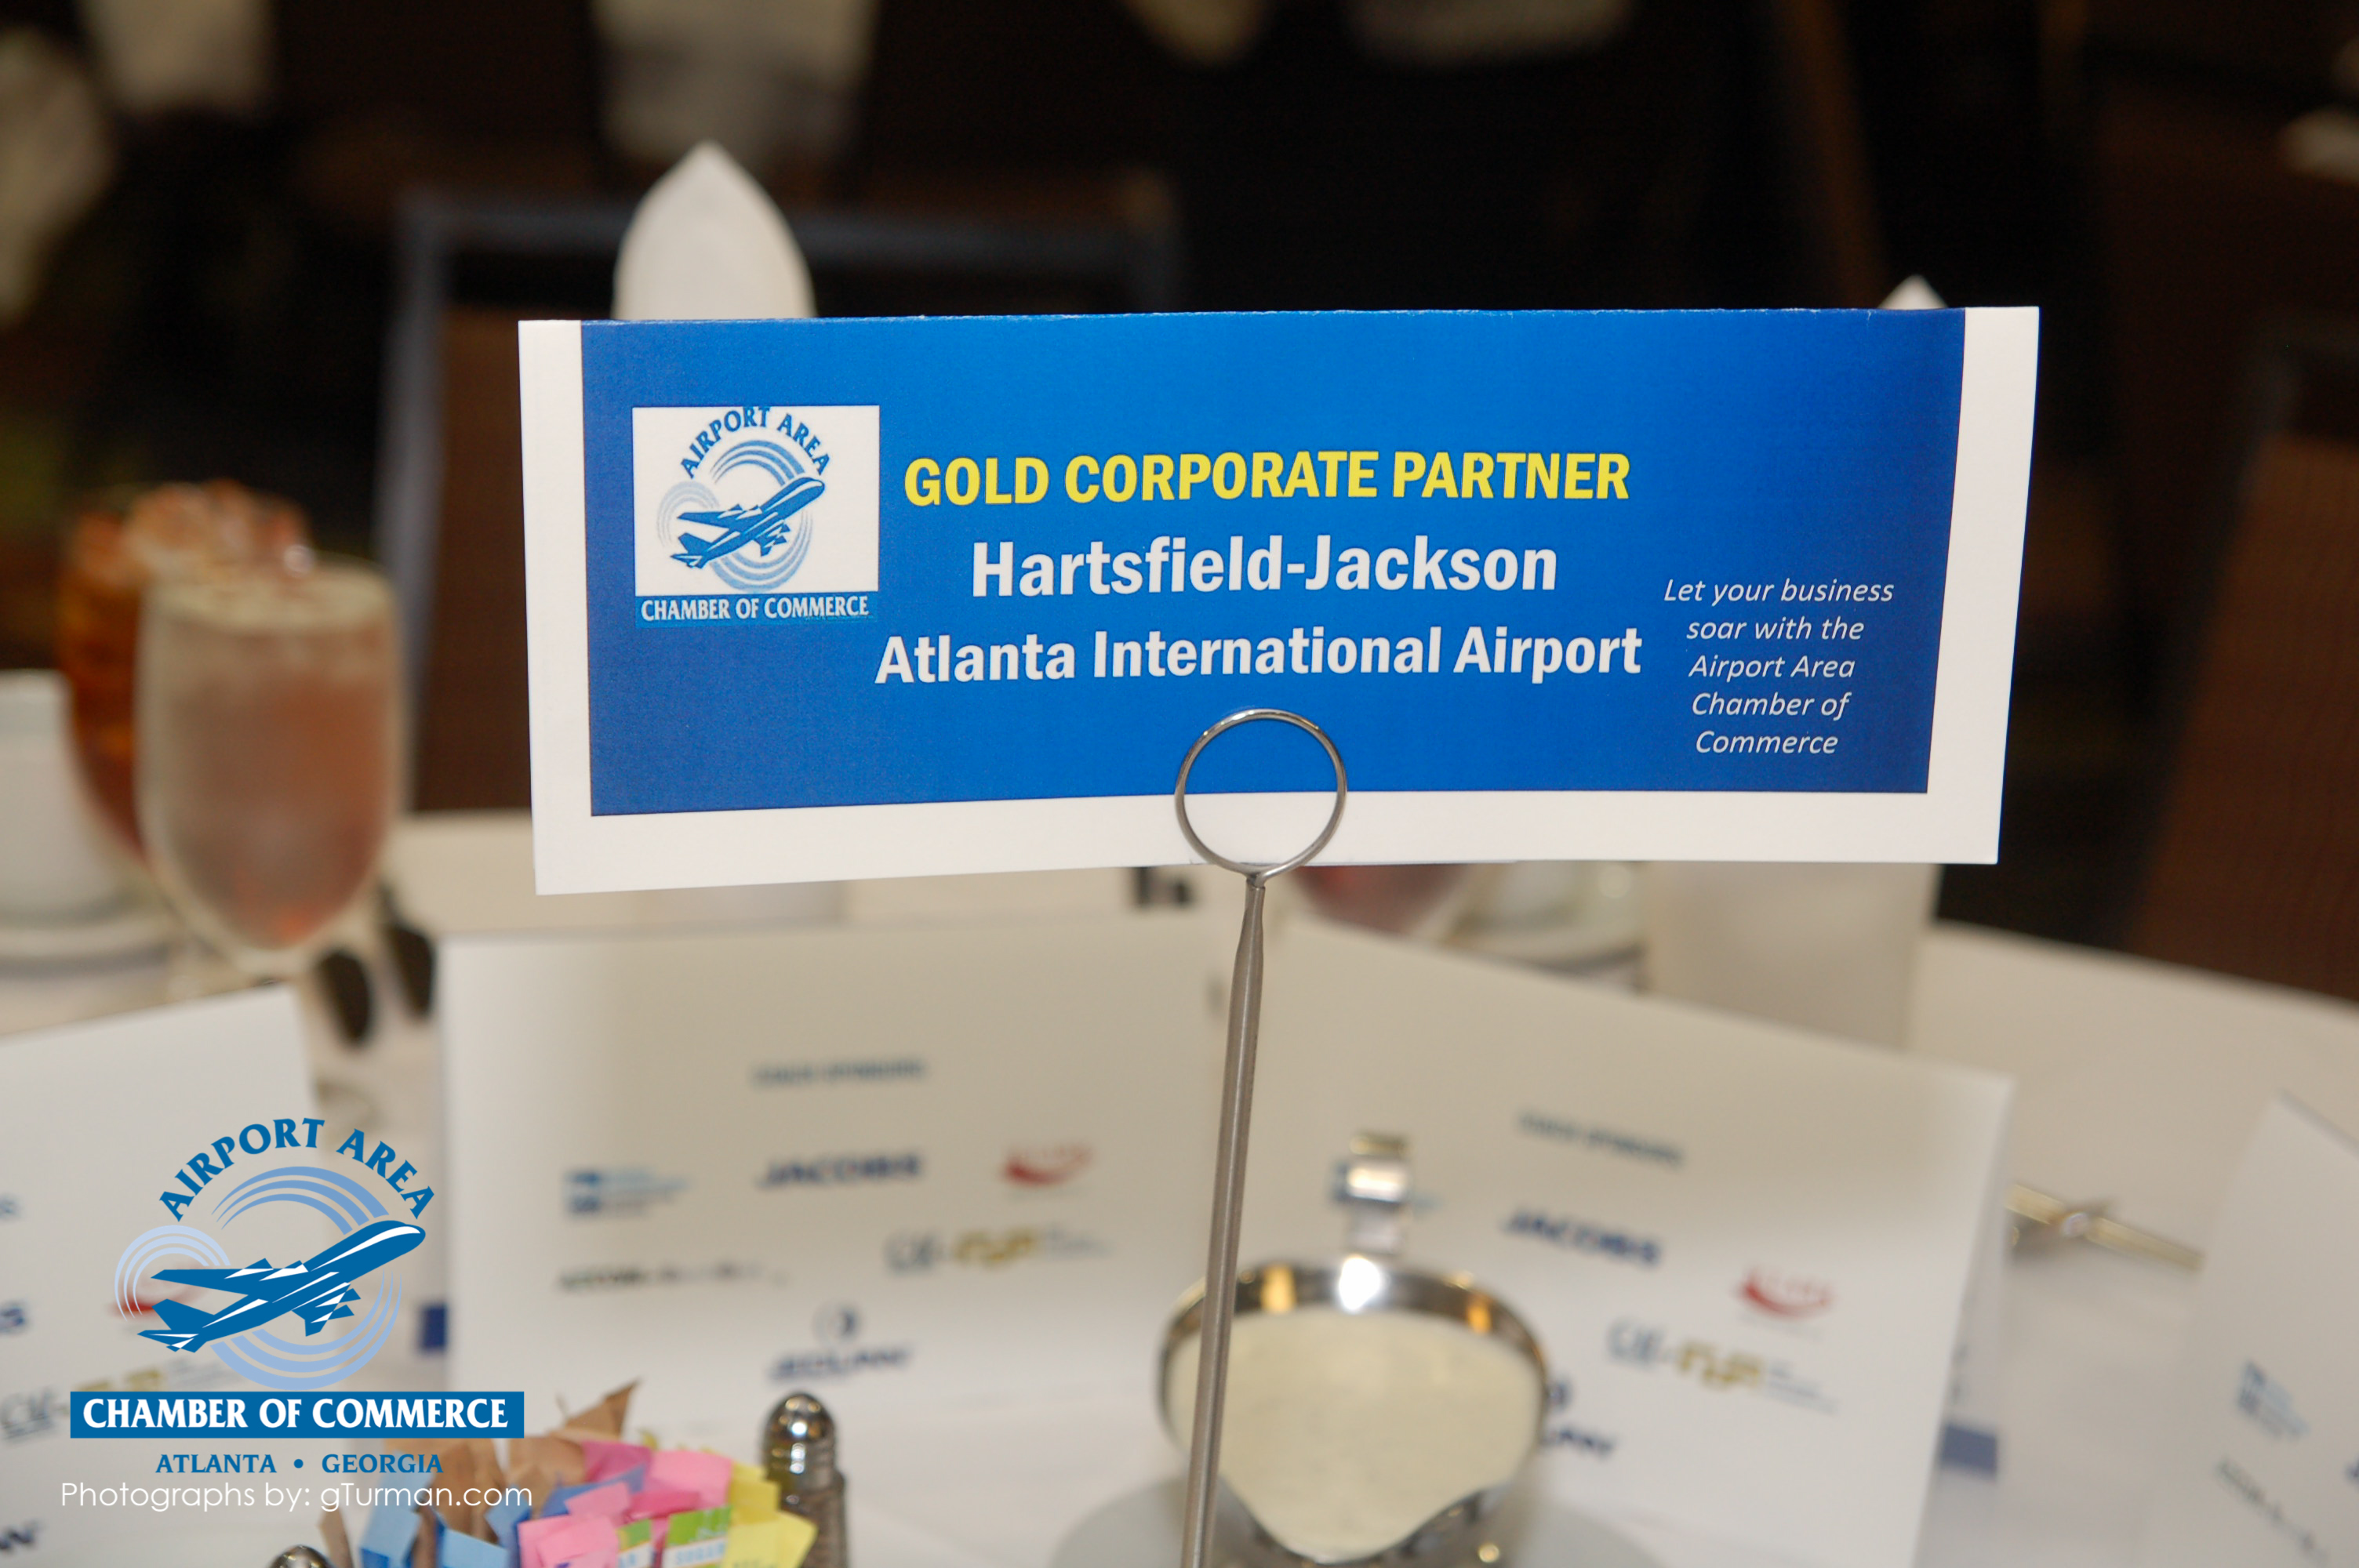 AIRPORT AREA
CHAMBER OF COMMERCE
GOLD CORPORATE PARTNER
Hartsfield-Jackson
Atlanta International Airport
Let your business
soar with the
Airport Area
Chamber of
Commerce
JACOBS
JACOBS
AIRPORT AREA
CHAMBER OF COMMERCE
ATLANTA • GEORGIA
Photographs by: gTurman.com